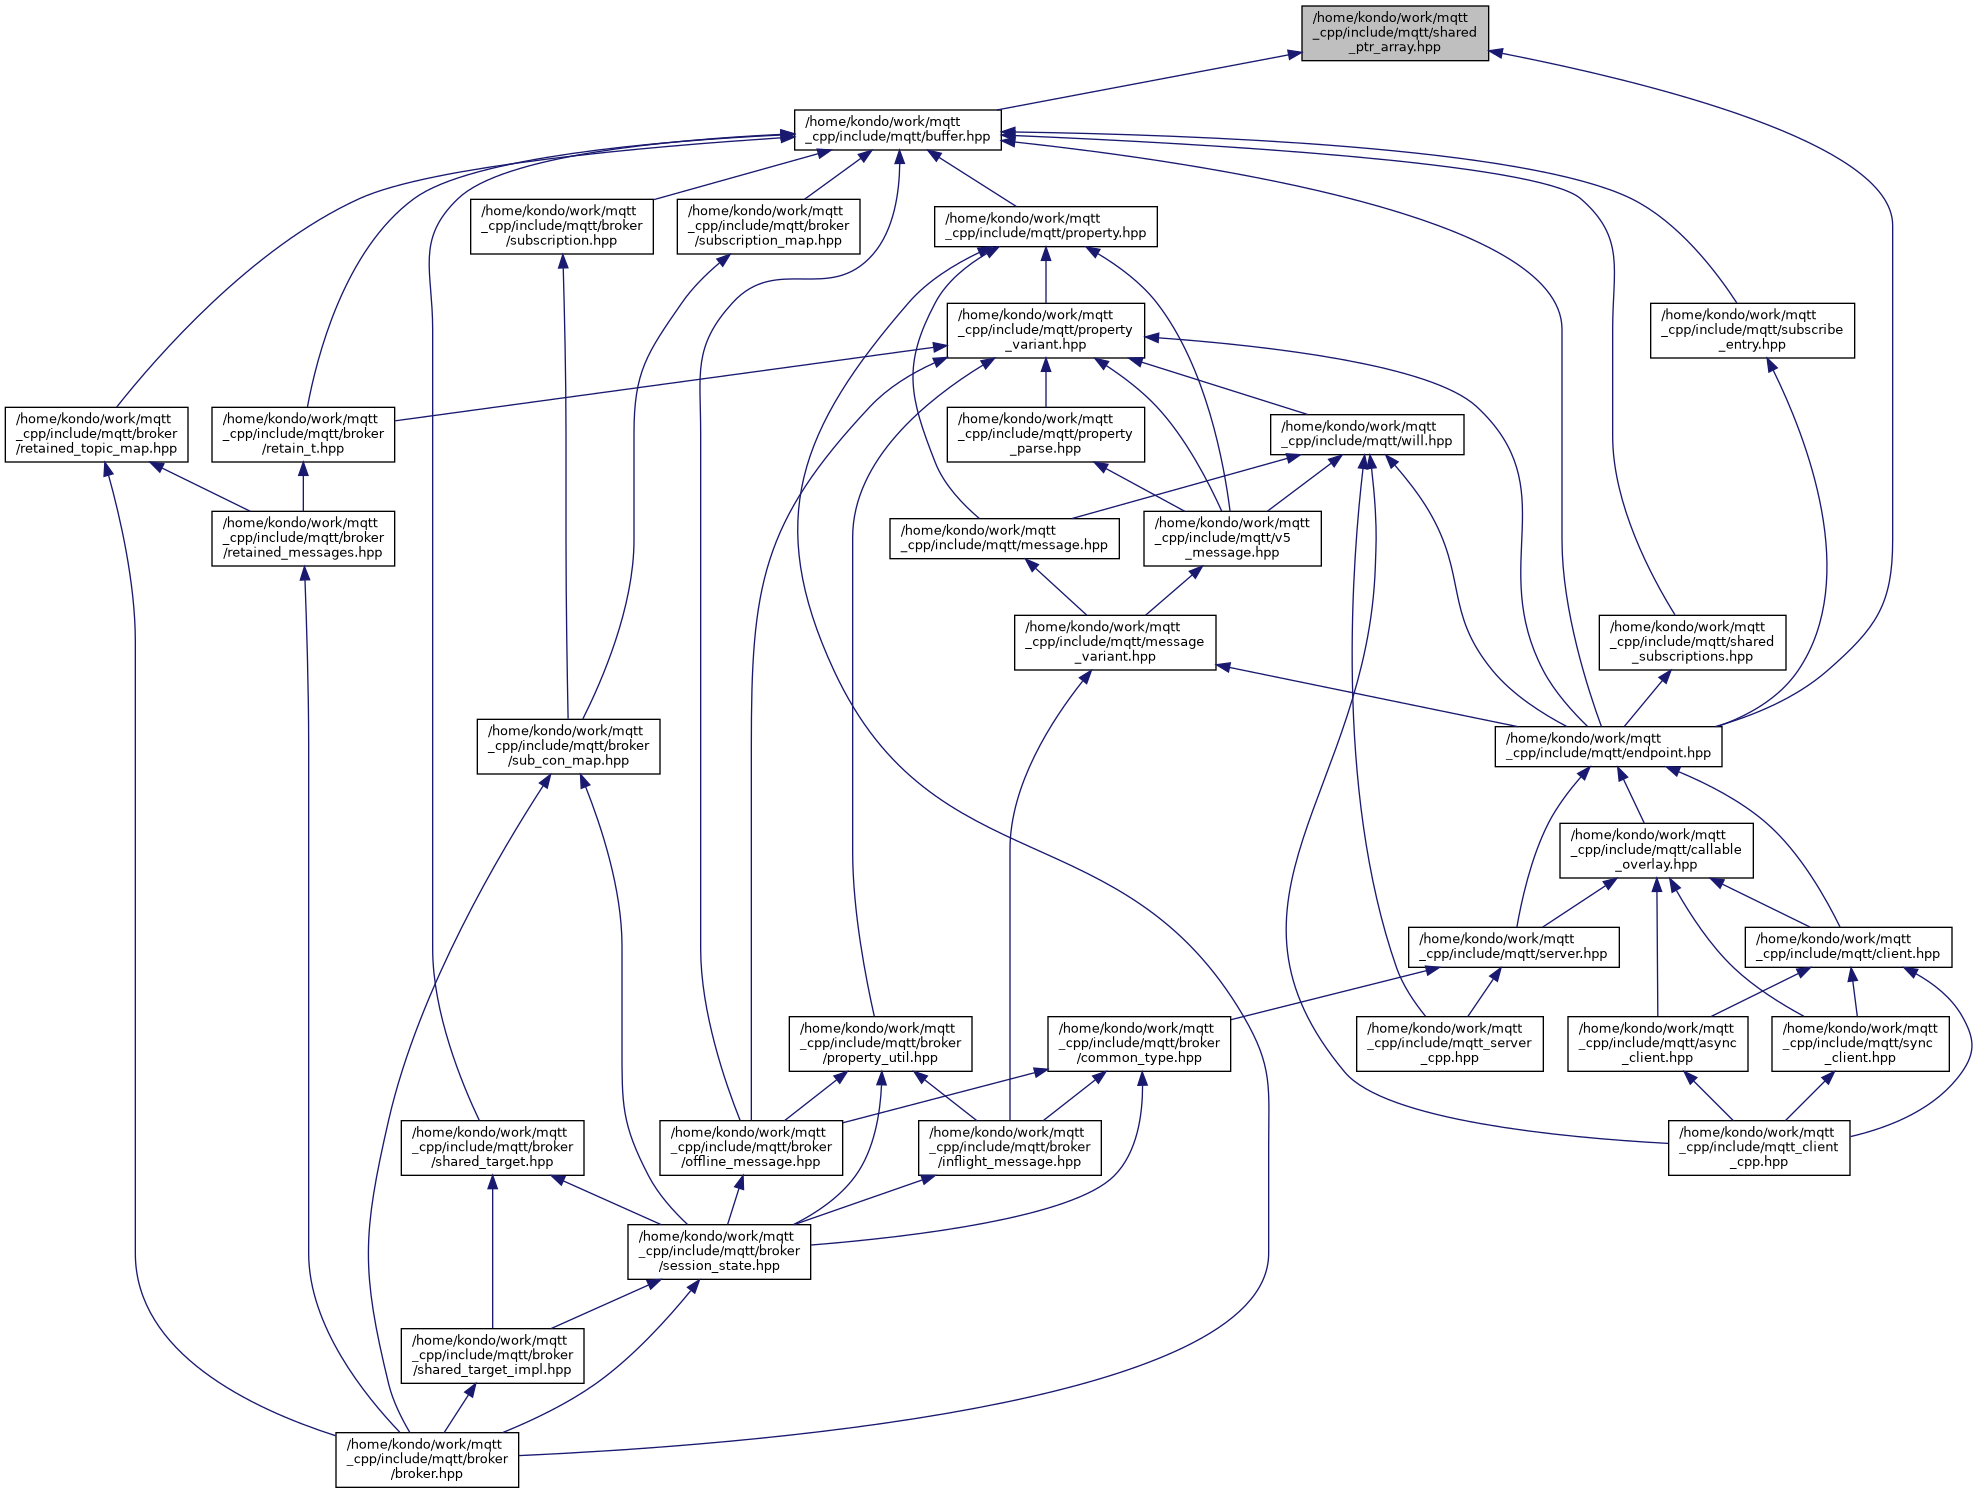 /home/kondo/work/mqtt
_cpp/include/mqtt/shared
_ptr_array.hpp
/home/kondo/work/mqtt
_cpp/include/mqtt/buffer.hpp
/home/kondo/work/mqtt
_cpp/include/mqtt/broker
/subscription.hpp
/home/kondo/work/mqtt
_cpp/include/mqtt/broker
/subscription_map.hpp
/home/kondo/work/mqtt
_cpp/include/mqtt/property.hpp
/home/kondo/work/mqtt
_cpp/include/mqtt/property
_variant.hpp
/home/kondo/work/mqtt
_cpp/include/mqtt/subscribe
_entry.hpp
/home/kondo/work/mqtt
_cpp/include/mqtt/broker
/retained_topic_map.hpp
/home/kondo/work/mqtt
_cpp/include/mqtt/broker
/retain_t.hpp
/home/kondo/work/mqtt
_cpp/include/mqtt/property
_parse.hpp
/home/kondo/work/mqtt
_cpp/include/mqtt/will.hpp
/home/kondo/work/mqtt
_cpp/include/mqtt/broker
/retained_messages.hpp
/home/kondo/work/mqtt
_cpp/include/mqtt/message.hpp
/home/kondo/work/mqtt
_cpp/include/mqtt/v5
_message.hpp
/home/kondo/work/mqtt
_cpp/include/mqtt/message
_variant.hpp
/home/kondo/work/mqtt
_cpp/include/mqtt/shared
_subscriptions.hpp
/home/kondo/work/mqtt
_cpp/include/mqtt/broker
/sub_con_map.hpp
/home/kondo/work/mqtt
_cpp/include/mqtt/endpoint.hpp
/home/kondo/work/mqtt
_cpp/include/mqtt/callable
_overlay.hpp
/home/kondo/work/mqtt
_cpp/include/mqtt/server.hpp
/home/kondo/work/mqtt
_cpp/include/mqtt/client.hpp
/home/kondo/work/mqtt
_cpp/include/mqtt/broker
/property_util.hpp
/home/kondo/work/mqtt
_cpp/include/mqtt/broker
/common_type.hpp
/home/kondo/work/mqtt
_cpp/include/mqtt_server
_cpp.hpp
/home/kondo/work/mqtt
_cpp/include/mqtt/async
_client.hpp
/home/kondo/work/mqtt
_cpp/include/mqtt/sync
_client.hpp
/home/kondo/work/mqtt
_cpp/include/mqtt/broker
/shared_target.hpp
/home/kondo/work/mqtt
_cpp/include/mqtt/broker
/offline_message.hpp
/home/kondo/work/mqtt
_cpp/include/mqtt/broker
/inflight_message.hpp
/home/kondo/work/mqtt
_cpp/include/mqtt_client
_cpp.hpp
/home/kondo/work/mqtt
_cpp/include/mqtt/broker
/session_state.hpp
/home/kondo/work/mqtt
_cpp/include/mqtt/broker
/shared_target_impl.hpp
/home/kondo/work/mqtt
_cpp/include/mqtt/broker
/broker.hpp